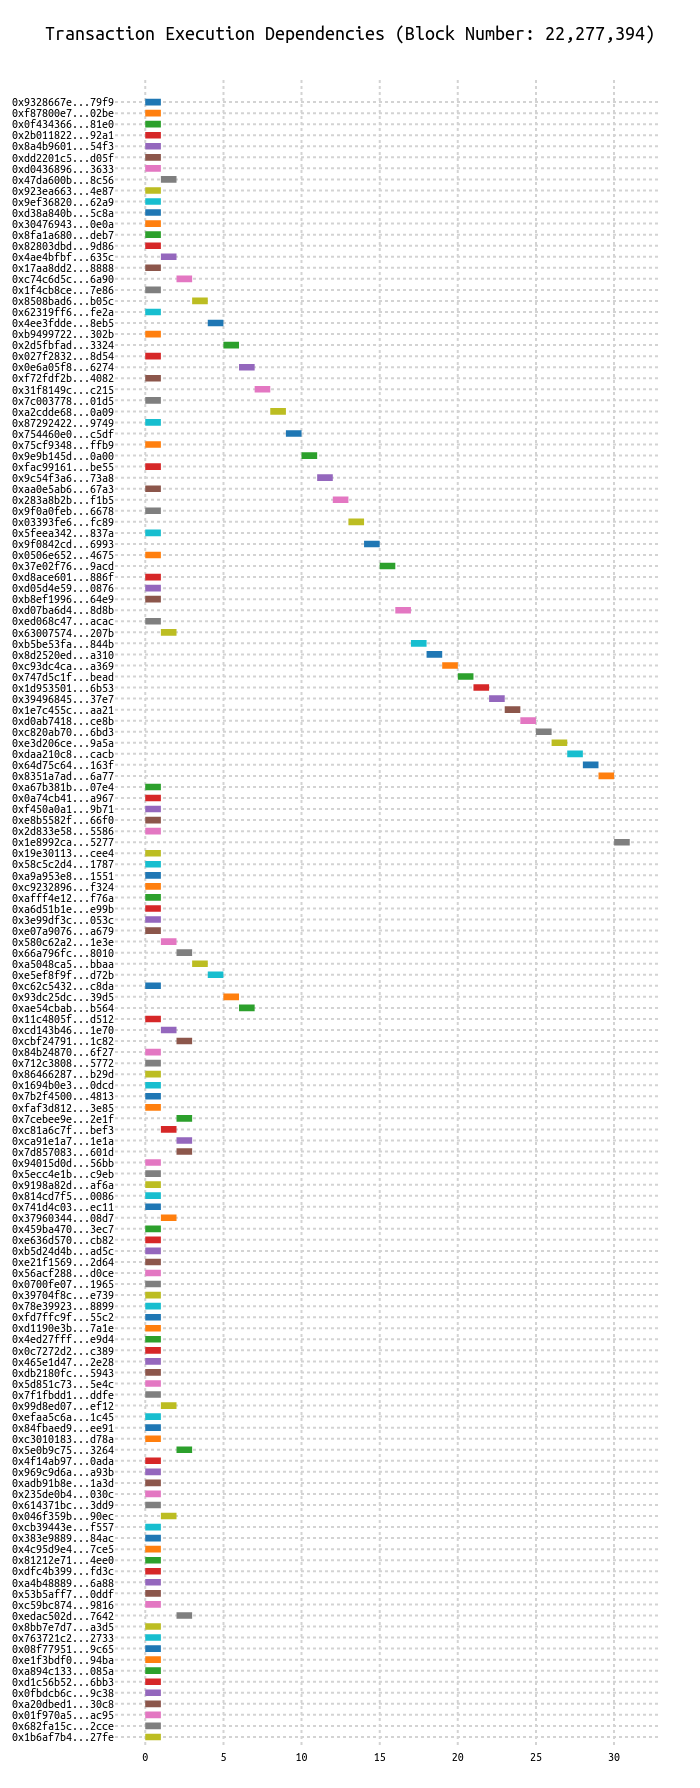 Transaction Execution Dependencies (Block Number: 22,277,394)
0x9328667e...79f9
0xf87800e7...02be
0x0f434366...81e0
0x2b011822...92a1
0x8a4b9601...54f3
0xdd2201c5...d05f
0xd0436896...3633
0x47da600b...8c56
0x923ea663...4e87
0x9ef36820...62a9
0xd38a840b...5c8a
0x30476943...0e0a
0x8fa1a680...deb7
0x82803dbd...9d86
0x4ae4bfbf...635c
0x17aa8dd2...8888
0xc74c6d5c...6a90
0x1f4cb8ce...7e86
0x8508bad6...b05c
0x62319ff6...fe2a
0x4ee3fdde...8eb5
0xb9499722...302b
0x2d5fbfad...3324
0x027f2832...8d54
0x0e6a05f8...6274
0xf72fdf2b...4082
0x31f8149c...c215
0x7c003778...01d5
0xa2cdde68...0a09
0x87292422...9749
0x754460e0...c5df
0x75cf9348...ffb9
0x9e9b145d...0a00
0xfac99161...be55
0x9c54f3a6...73a8
0xaa0e5ab6...67a3
0x283a8b2b...f1b5
0x9f0a0feb...6678
0x03393fe6...fc89
0x5feea342...837a
0x9f0842cd...6993
0x0506e652...4675
0x37e02f76...9acd
0xd8ace601...886f
0xd05d4e59...0876
0xb8ef1996...64e9
0xd07ba6d4...8d8b
0xed068c47...acac
0x63007574...207b
0xb5be53fa...844b
0x8d2520ed...a310
0xc93dc4ca...a369
0x747d5c1f...bead
0x1d953501...6b53
0x39496845...37e7
0x1e7c455c...aa21
0xd0ab7418...ce8b
0xc820ab70...6bd3
0xe3d206ce...9a5a
0xdaa210c8...cacb
0x64d75c64...163f
0x8351a7ad...6a77
0xa67b381b...07e4
0x0a74cb41...a967
0xf450a0a1...9b71
0xe8b5582f...66f0
0x2d833e58...5586
0x1e8992ca...5277
0x19e30113...cee4
0x58c5c2d4...1787
0xa9a953e8...1551
0xc9232896...f324
0xafff4e12...f76a
0xa6d51b1e...e99b
0x3e99df3c...053c
0xe07a9076...a679
0x580c62a2...1e3e
0x66a796fc...8010
0xa5048ca5...bbaa
0xe5ef8f9f...d72b
0xc62c5432...c8da
0x93dc25dc...39d5
0xae54cbab...b564
0x11c4805f...d512
0xcd143b46...1e70
0xcbf24791...1c82
0x84b24870...6f27
0x712c3808...5772
0x86466287...b29d
0x1694b0e3...0dcd
0x7b2f4500...4813
0xfaf3d812...3e85
0x7cebee9e...2e1f
0xc81a6c7f...bef3
0xca91e1a7...1e1a
0x7d857083...601d
0x94015d0d...56bb
0x5ecc4e1b...c9eb
0x9198a82d...af6a
0x814cd7f5...0086
0x741d4c03...ec11
0x37960344...08d7
0x459ba470...3ec7
0xe636d570...cb82
0xb5d24d4b...ad5c
0xe21f1569...2d64
0x56acf288...d0ce
0x0700fe07...1965
0x39704f8c...e739
0x78e39923...8899
0xfd7ffc9f...55c2
0xd1190e3b...7a1e
0x4ed27fff...e9d4
0x0c7272d2...c389
0x465e1d47...2e28
0xdb2180fc...5943
0x5d851c73...5e4c
0x7f1fbdd1...ddfe
0x99d8ed07...ef12
0xefaa5c6a...1c45
0x84fbaed9...ee91
0xc3010183...d78a
0x5e0b9c75...3264
0x4f14ab97...0ada
0x969c9d6a...a93b
0xadb91b8e...1a3d
0x235de0b4...030c
0x614371bc...3dd9
0x046f359b...90ec
0xcb39443e...f557
0x383e9889...84ac
0x4c95d9e4...7ce5
0x81212e71...4ee0
0xdfc4b399...fd3c
0xa4b48889...6a88
0x53b5aff7...0ddf
0xc59bc874...9816
0xedac502d...7642
0x8bb7e7d7...a3d5
0x763721c2...2733
0x08f77951...9c65
0xe1f3bdf0...94ba
0xa894c133...085a
0xd1c56b52...6bb3
0x0fbdcb6c...9c38
0xa20dbed1...30c8
0x01f970a5...ac95
0x682fa15c...2cce
0x1b6af7b4...27fe
0 5 10 15 20 25 30